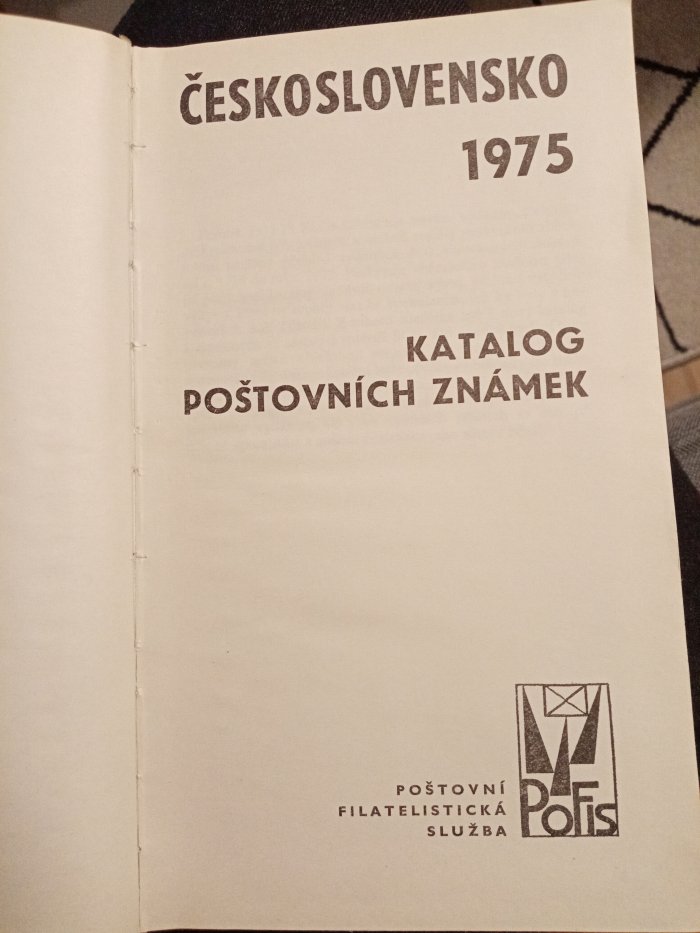 ČESKOSLOVENSKO
1975
KATALOG
POŠTOVNÍCH ZNÁMEK
POŠTOVNÍ
FILATELISTICKÁ
SLUŽBA
PoFis